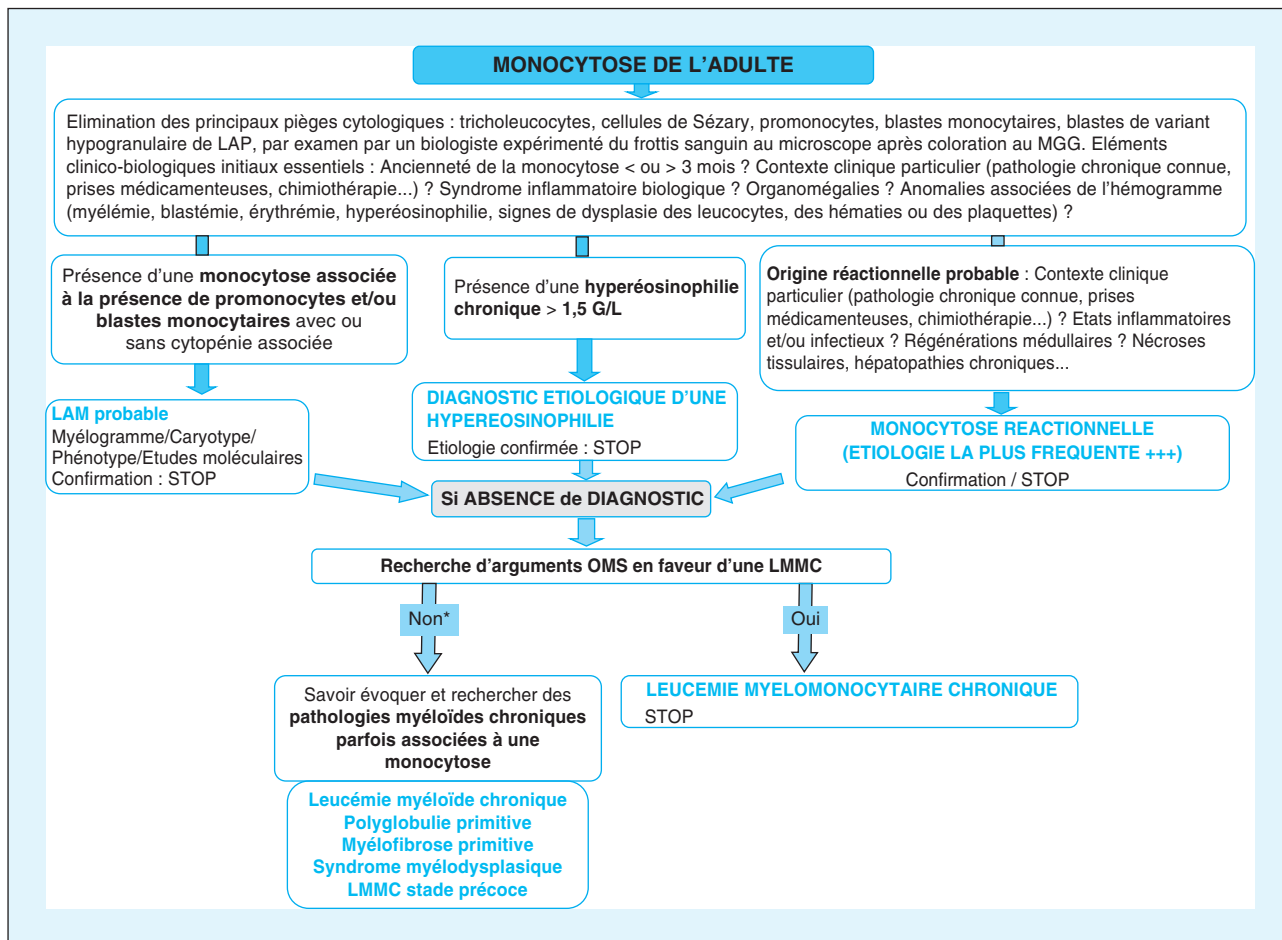 MONOCYTOSE DE L'ADULTE
Elimination des principaux pièges cytologiques : tricholeucocytes, cellules de Sézary, promonocytes, blastes monocytaires, blastes de variant
hypogranulaire de LAP, par examen par un biologiste expérimenté du frottis sanguin au microscope après coloration au MGG. Eléments
clinico-biologiques initiaux essentiels : Ancienneté de la monocytose < ou > 3 mois ? Contexte clinique particulier (pathologie chronique connue,
prises médicamenteuses, chimiothérapie...) ? Syndrome inflammatoire biologique ? Organomégalies ? Anomalies associées de l'hémogramme
(myélémie, blastémie, érythrémie, hyperéosinophilie, signes de dysplasie des leucocytes, des hématies ou des plaquettes) ?
Présence d'une monocytose associée
à la présence de promonocytes et/ou
blastes monocytaires avec ou
sans cytopénie associée
Présence d'une hyperéosinophilie
chronique > 1,5 G/L
Origine réactionnelle probable : Contexte clinique
particulier (pathologie chronique connue, prises
médicamenteuses, chimiothérapie...) ? Etats inflammatoires
et/ou infectieux ? Régénérations médullaires ? Nécroses
tissulaires, hépatopathies chroniques...
LAM probable
Myélogramme/Caryotype/
Phénotype/Etudes moléculaires
Confirmation : STOP
DIAGNOSTIC ETIOLOGIQUE D'UNE
HYPEREOSINOPHILIE
Etiologie confirmée : STOP
MONOCYTOSE REACTIONNELLE
(ETIOLOGIE LA PLUS FREQUENTE +++)
Confirmation / STOP
Si ABSENCE de DIAGNOSTIC
Recherche d'arguments OMS en faveur d'une LMMC
Non*
Oui
Savoir évoquer et rechercher des
pathologies myéloïdes chroniques
parfois associées à une
monocytose
LEUCEMIE MYELOMONOCYTAIRE CHRONIQUE
STOP
Leucémie myéloïde chronique
Polyglobulie primitive
Myélofibrose primitive
Syndrome myélodysplasique
LMMC stade précoce